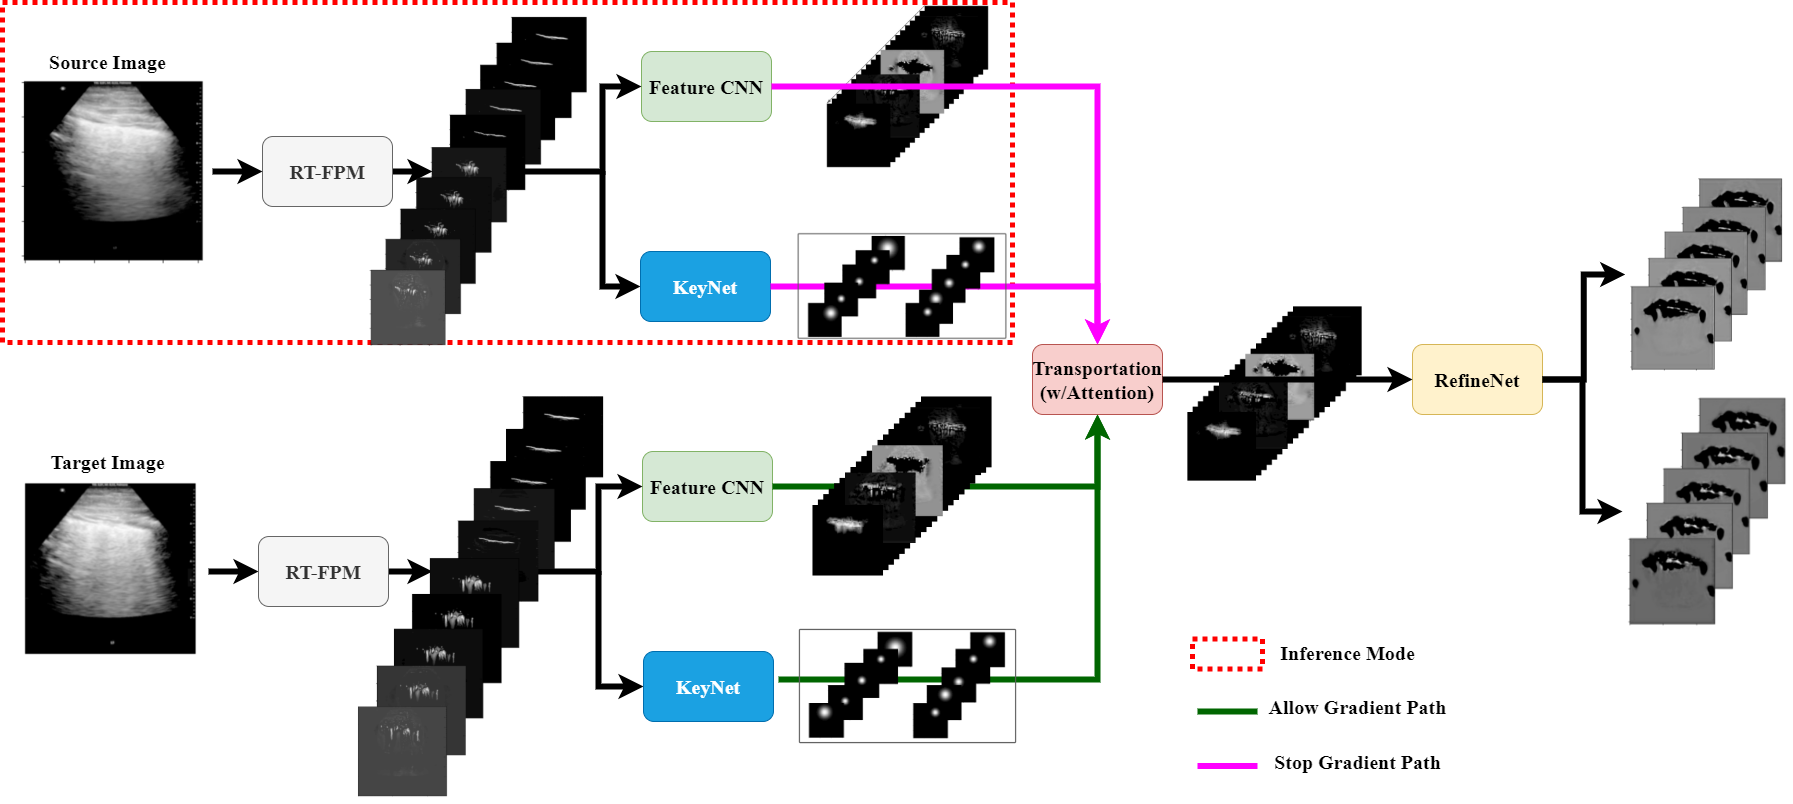 Source Image
RT-FPM
Feature CNN
KeyNet
Target Image
RT-FPM
Feature CNN
KeyNet
Transportation
(w/Attention)
RefineNet
Inference Mode
Allow Gradient Path
Stop Gradient Path